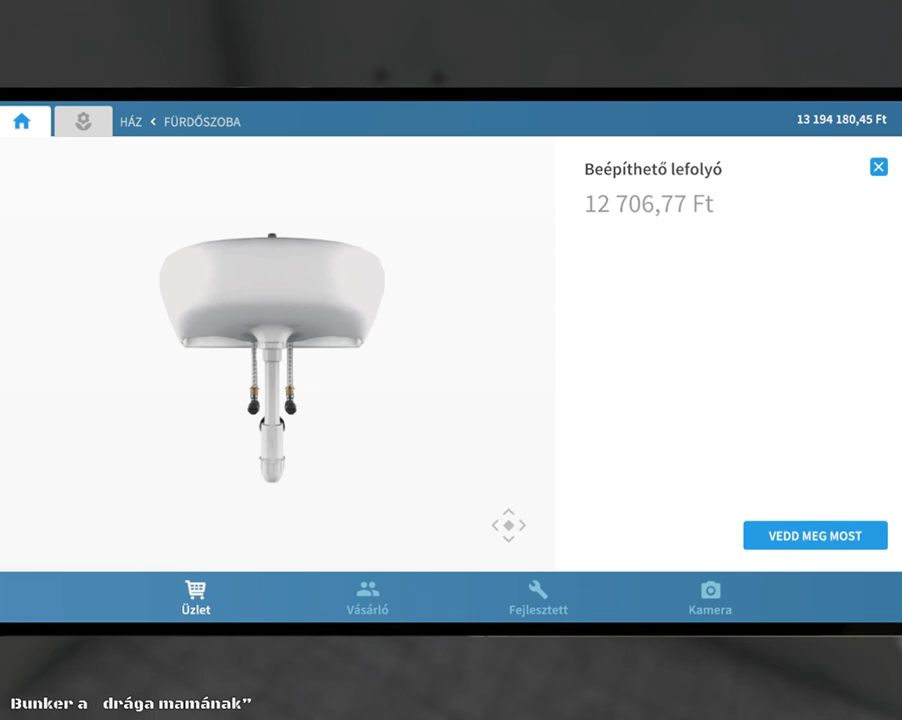 HÁZ < FÜRDŐSZOBA
13 194 180,45 Ft
Beépíthető lefolyó
12 706,77 Ft
VEDD MEG MOST
Üzlet
Vásárló
Fejlesztett
Kamera
Bunker a drága mamának”